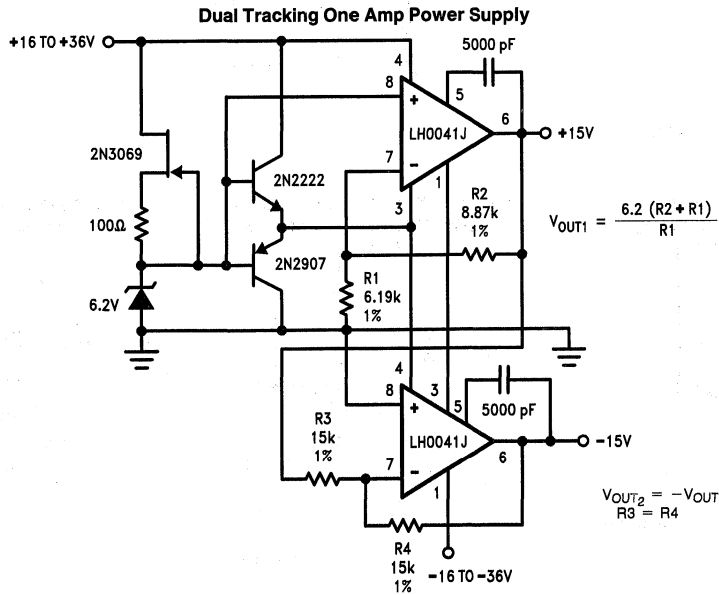 Dual Tracking One Amp Power Supply
+16 TO +36V
5000 pF
4
8
5
+
6
LH0041J
+15V
2N3069
7
−
2N2222
1
3
R2
8.87k
1%
VOUT1 = 6.2 (R2 + R1)
R1
100Ω
2N2907
R1
6.19k
1%
6.2V
4
3
8
5
5000 pF
+
R3
15k
1%
LH0041J
−15V
6
7
−
1
VOUT2 = −VOUT
R3 = R4
R4
15k
1%
−16 TO −36V